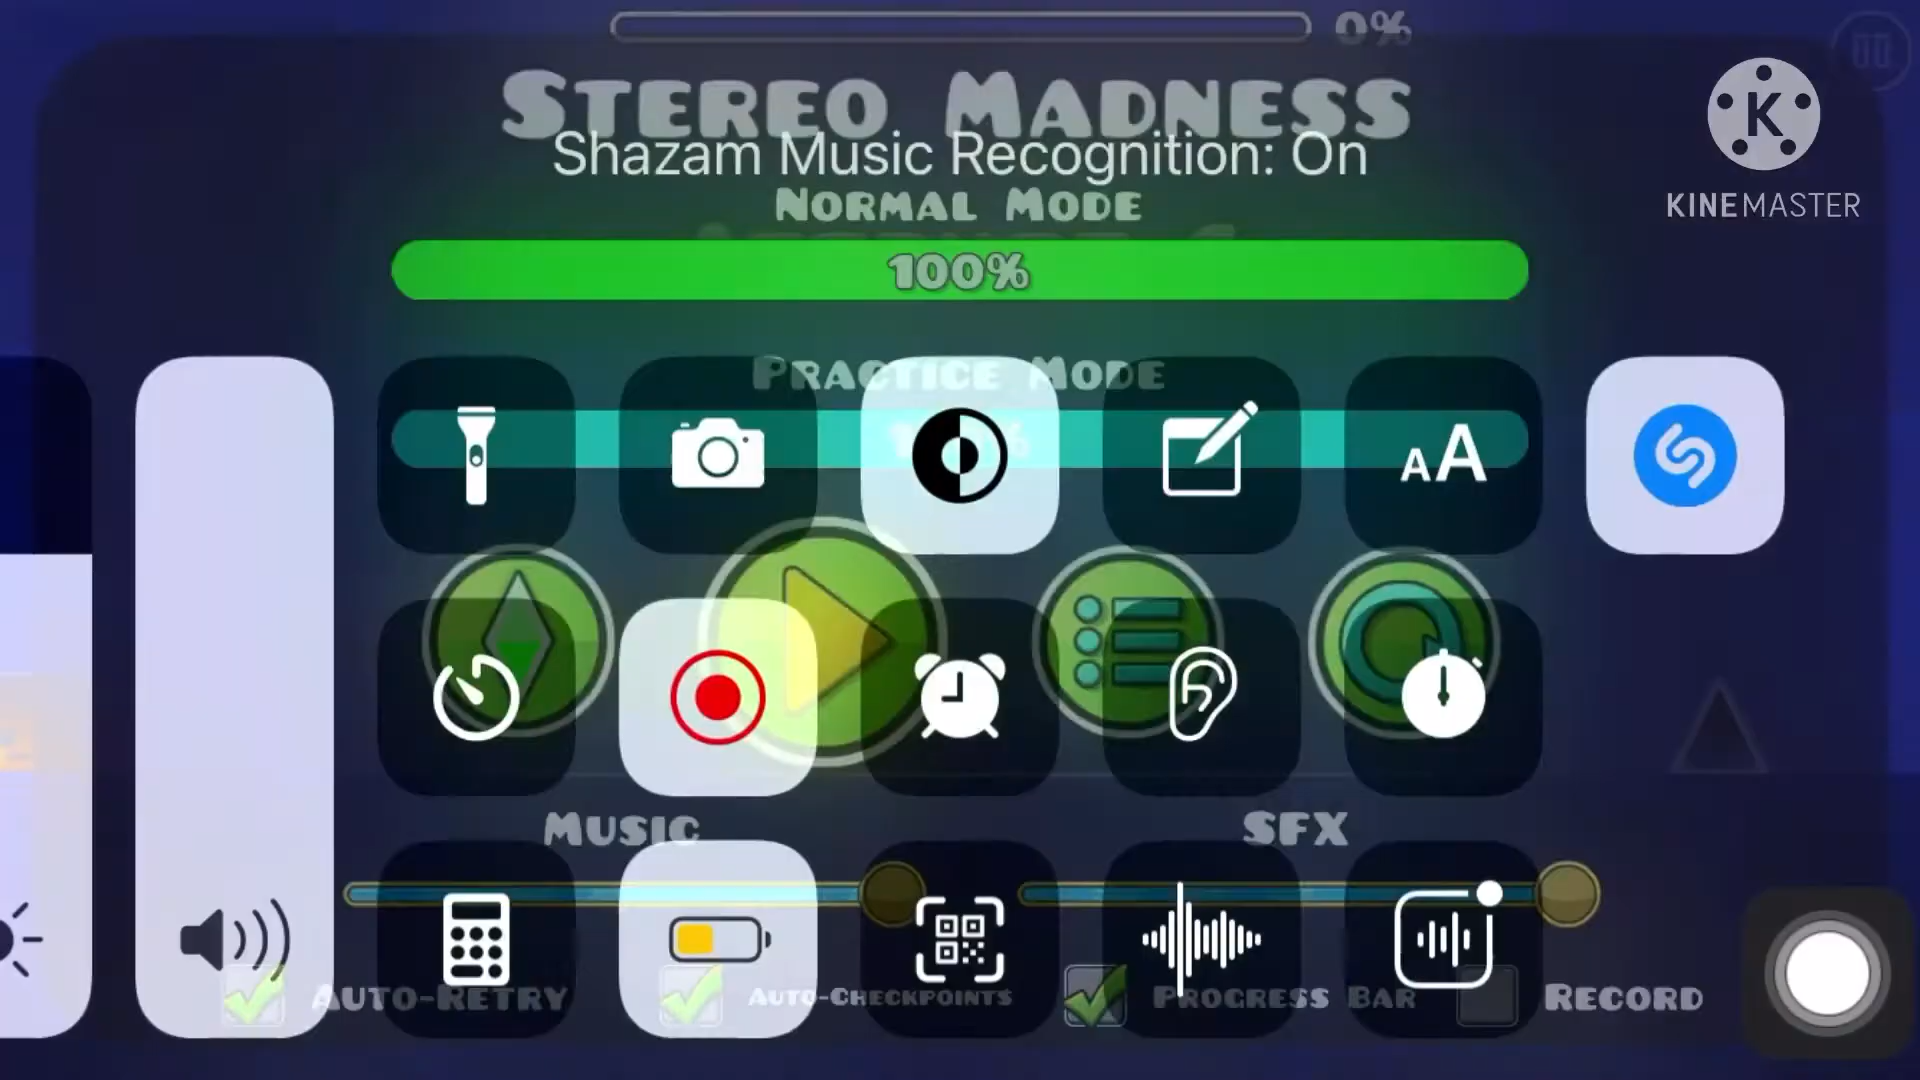 0%
STEREO MADNESS
Shazam Music Recognition: On
K
KINEMASTER
NORMAL MODE
100%
PRACTICE MODE
AA
MUSIC
SFX
AUTO-RETRY
AUTO-CHECKPOINTS
PROGRESS BAR
RECORD